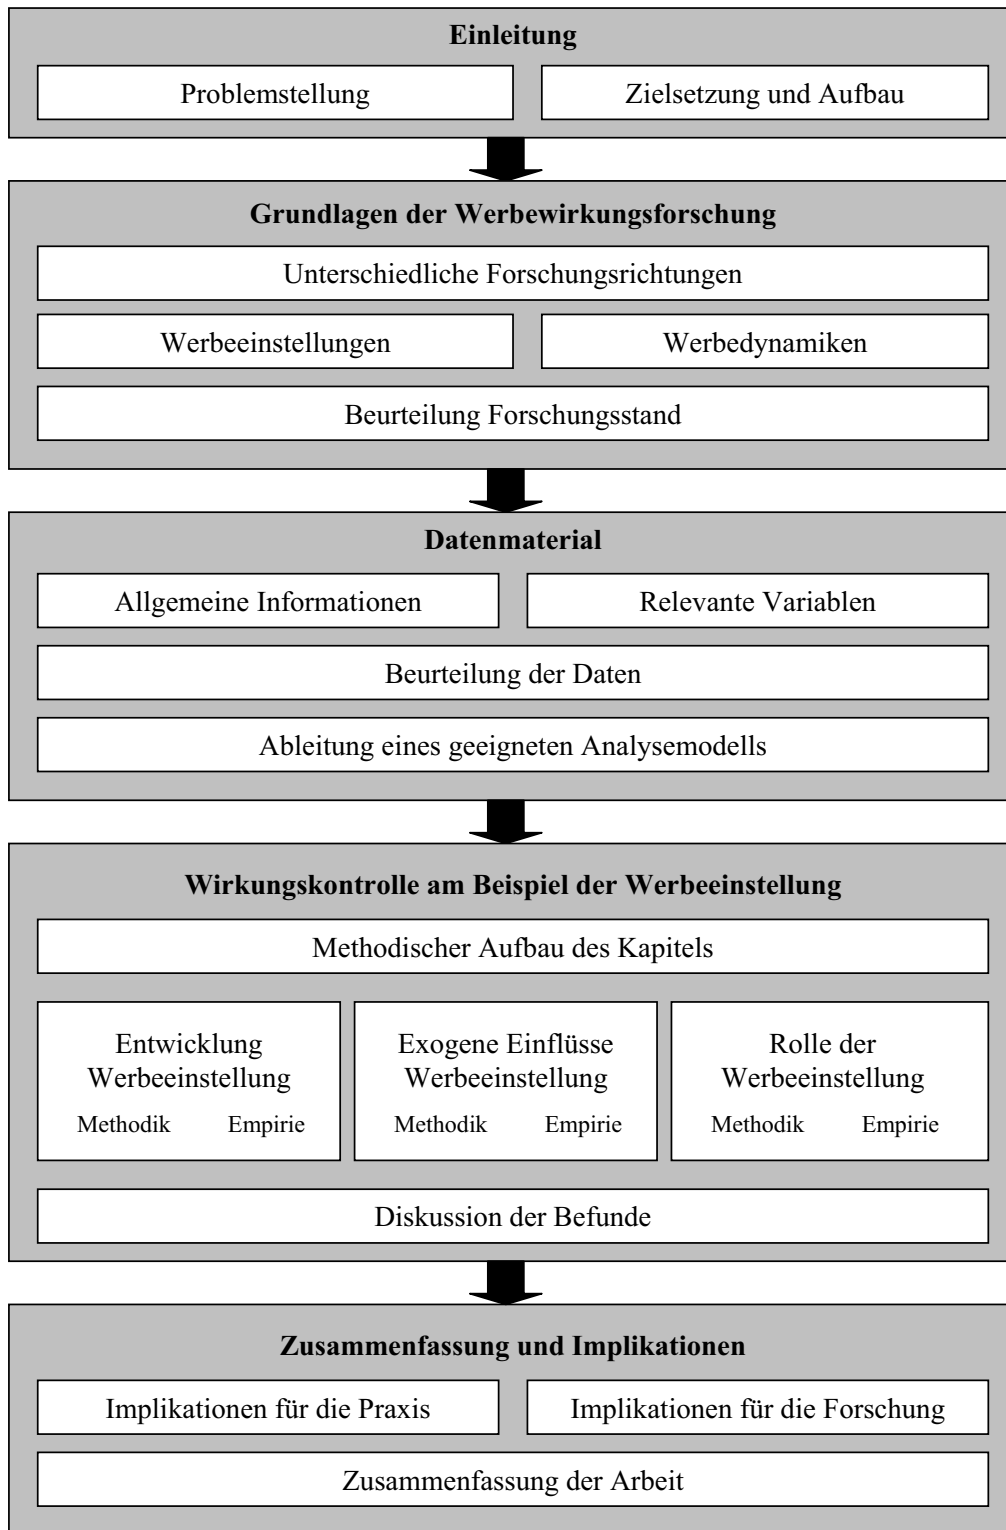 Einleitung
Problemstellung
Zielsetzung und Aufbau
Grundlagen der Werbewirkungsforschung
Unterschiedliche Forschungsrichtungen
Werbeeinstellungen
Werbedynamiken
Beurteilung Forschungsstand
Datenmaterial
Allgemeine Informationen
Relevante Variablen
Beurteilung der Daten
Ableitung eines geeigneten Analysemodells
Wirkungskontrolle am Beispiel der Werbeeinstellung
Methodischer Aufbau des Kapitels
Entwicklung
Werbeeinstellung
Methodik Empirie
Exogene Einflüsse
Werbeeinstellung
Methodik Empirie
Rolle der
Werbeeinstellung
Methodik Empirie
Diskussion der Befunde
Zusammenfassung und Implikationen
Implikationen für die Praxis
Implikationen für die Forschung
Zusammenfassung der Arbeit